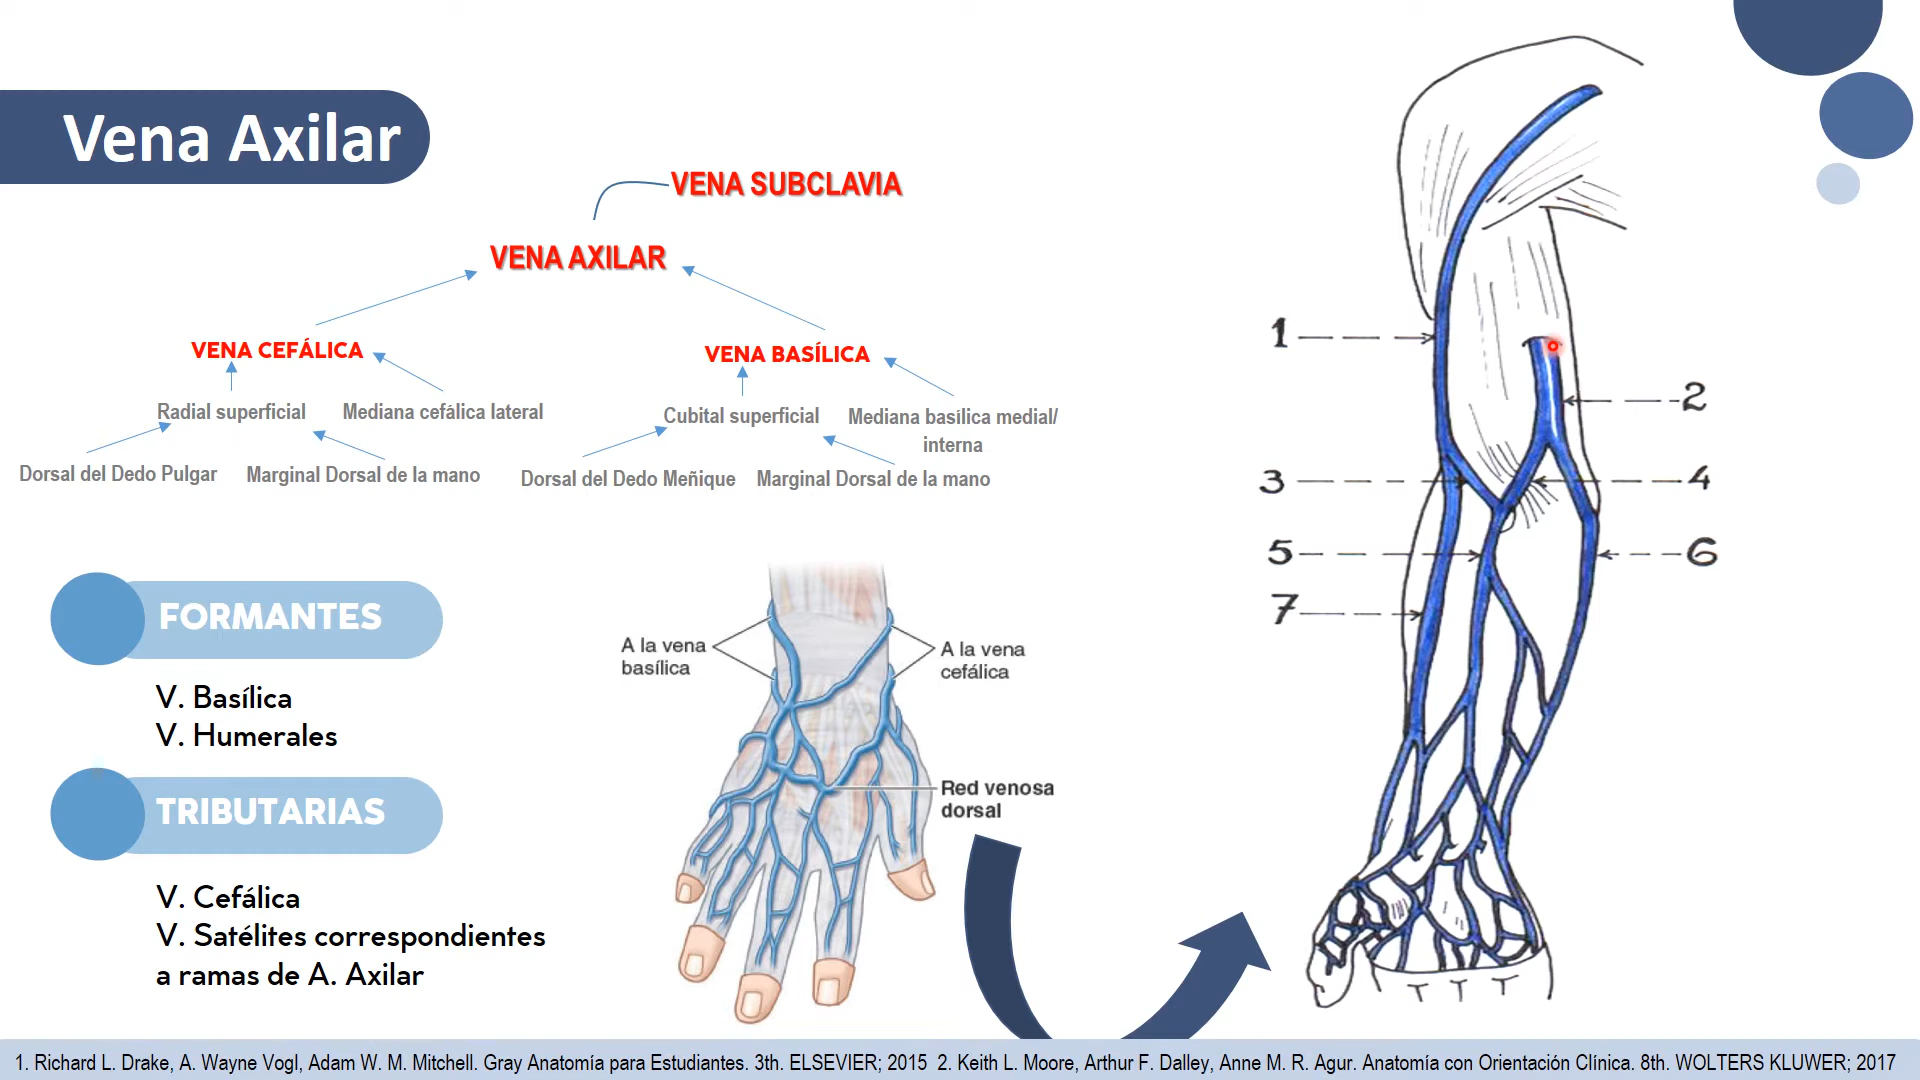 Vena Axilar
VENA SUBCLAVIA
VENA AXILAR
VENA CEFÁLICA
VENA BASÍLICA
Radial superficial
Mediana cefálica lateral
Cubital superficial
Mediana basílica medial/
interna
Dorsal del Dedo Pulgar
Marginal Dorsal de la mano
Dorsal del Dedo Meñique
Marginal Dorsal de la mano
FORMANTES
V. Basílica
V. Humerales
TRIBUTARIAS
V. Cefálica
V. Satélites correspondientes
a ramas de A. Axilar
A la vena
basílica
A la vena
cefálica
Red venosa
dorsal
1
2
3
4
5
6
7
1. Richard L. Drake, A. Wayne Vogl, Adam W. M. Mitchell. Gray Anatomía para Estudiantes. 3th. ELSEVIER; 2015 2. Keith L. Moore, Arthur F. Dalley, Anne M. R. Agur. Anatomía con Orientación Clínica. 8th. WOLTERS KLUWER; 2017